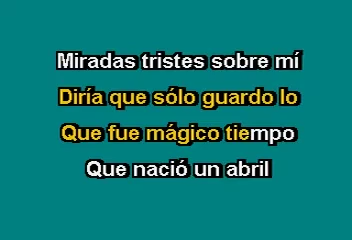 Miradas tristes sobre mí
Diría que sólo guardo lo
Que fue mágico tiempo
Que nació un abril